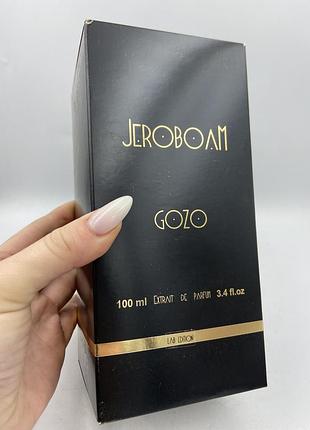 JEROBOAM
GOZO
100 ml EXTRAIT DE PARFUM 3.4 fl.oz
LAB EDITION